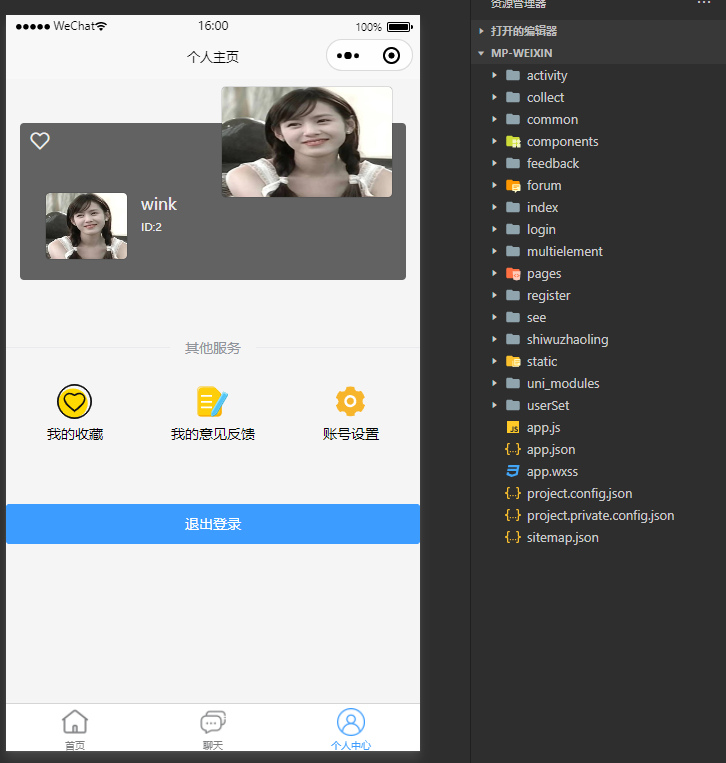 WeChat
16:00
100%
个人主页
wink
ID:2
其他服务
我的收藏
我的意见反馈
账号设置
退出登录
首页
聊天
个人中心
资源管理器
打开的编辑器
MP-WEIXIN
activity
collect
common
components
feedback
forum
index
login
multielement
pages
register
see
shiwuzhaoling
static
uni_modules
userSet
JS
app.js
app.json
app.wxss
project.config.json
project.private.config.json
sitemap.json